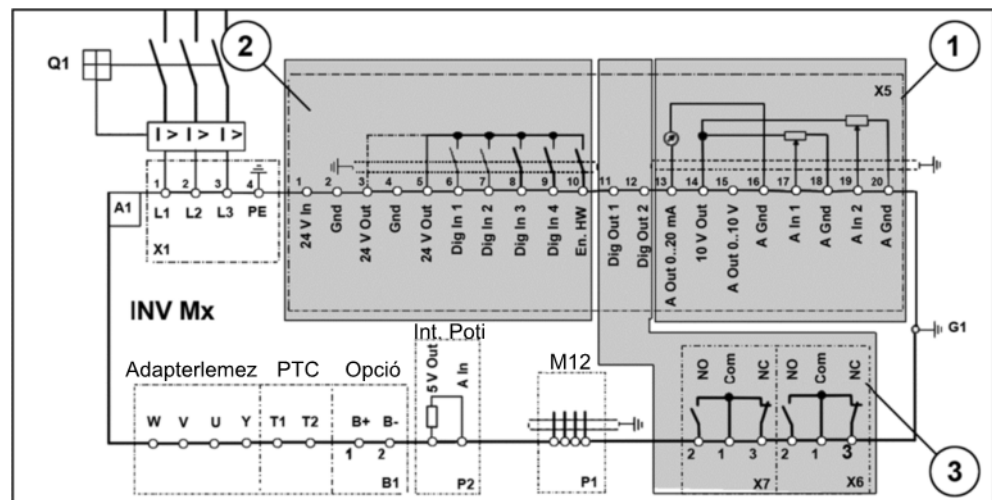 2
1
Q1
X5
I > I > I >
1 2 3 4
L1 L2 L3 PE
A1
X1
1 2 3 4 5 6 7 8 9 10 11 12 13 14 15 16 17 18 19 20
24 V In
Gnd
24 V Out
Gnd
24 V Out
Dig In 1
Dig In 2
Dig In 3
Dig In 4
En. HW
Dig Out 1
Dig Out 2
A Out 0..20 mA
10 V Out
A Out 0..10 V
A Gnd
A In 1
A Gnd
A In 2
A Gnd
INV Mx
G1
Adapterlemez PTC Opció
Int. Poti
M12
5 V Out
A In
NO
Com
NC
NO
Com
NC
W V U Y T1 T2 B+ B-
1 2
B1
P2
P1
2 1 3 2 1 3
X7 X6
3